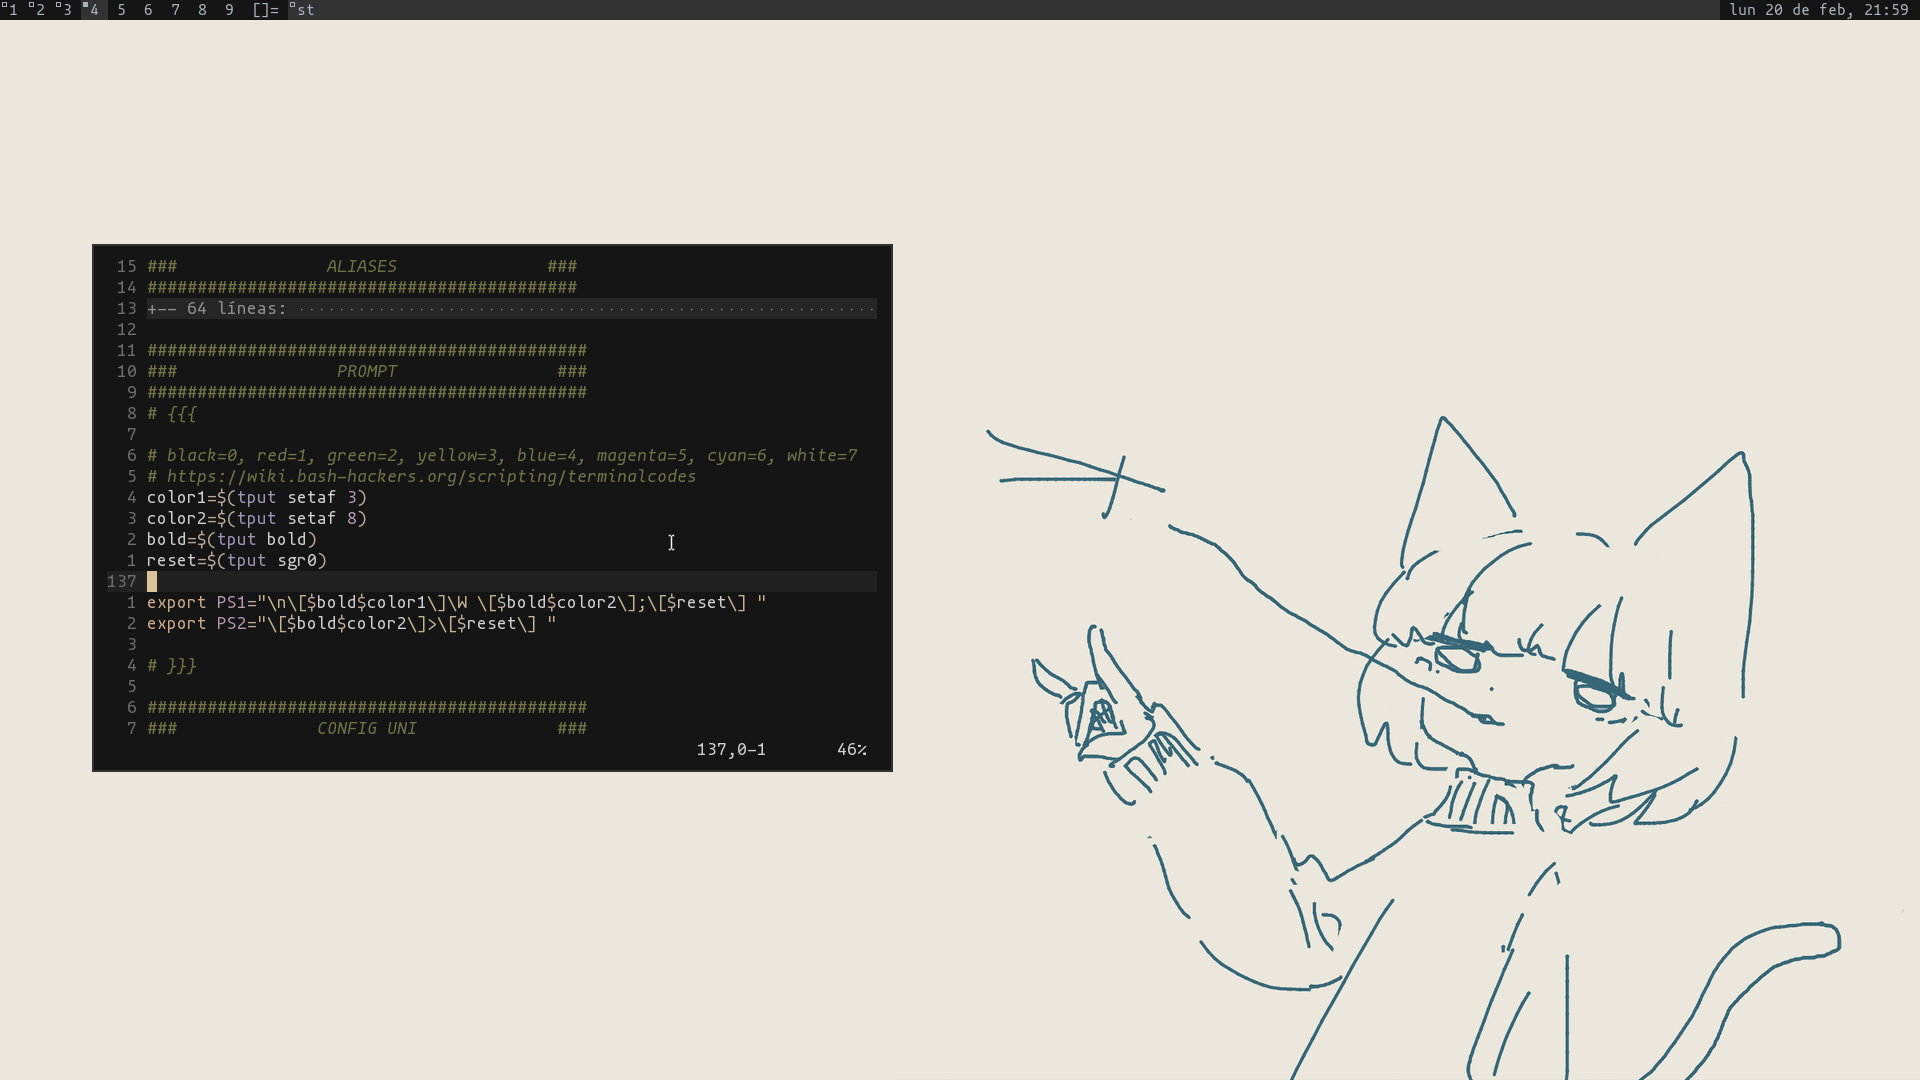 1 2 3 4 5 6 7 8 9 []= st lun 20 de feb, 21:59
15 ### ALIASES ###
14 ###########################################
13 +-- 64 líneas: ··························································
12
11 ############################################
10 ### PROMPT ###
9 ############################################
8 # {{{
7
6 # black=0, red=1, green=2, yellow=3, blue=4, magenta=5, cyan=6, white=7
5 # https://wiki.bash-hackers.org/scripting/terminalcodes
4 color1=$(tput setaf 3)
3 color2=$(tput setaf 8)
2 bold=$(tput bold)
1 reset=$(tput sgr0)
137
1 export PS1="\n\[$bold$color1\]\W \[$bold$color2\];\[$reset\] "
2 export PS2="\[$bold$color2\]>\[$reset\] "
3
4 # }}}
5
6 ############################################
7 ### CONFIG UNI ###
137,0-1 46%